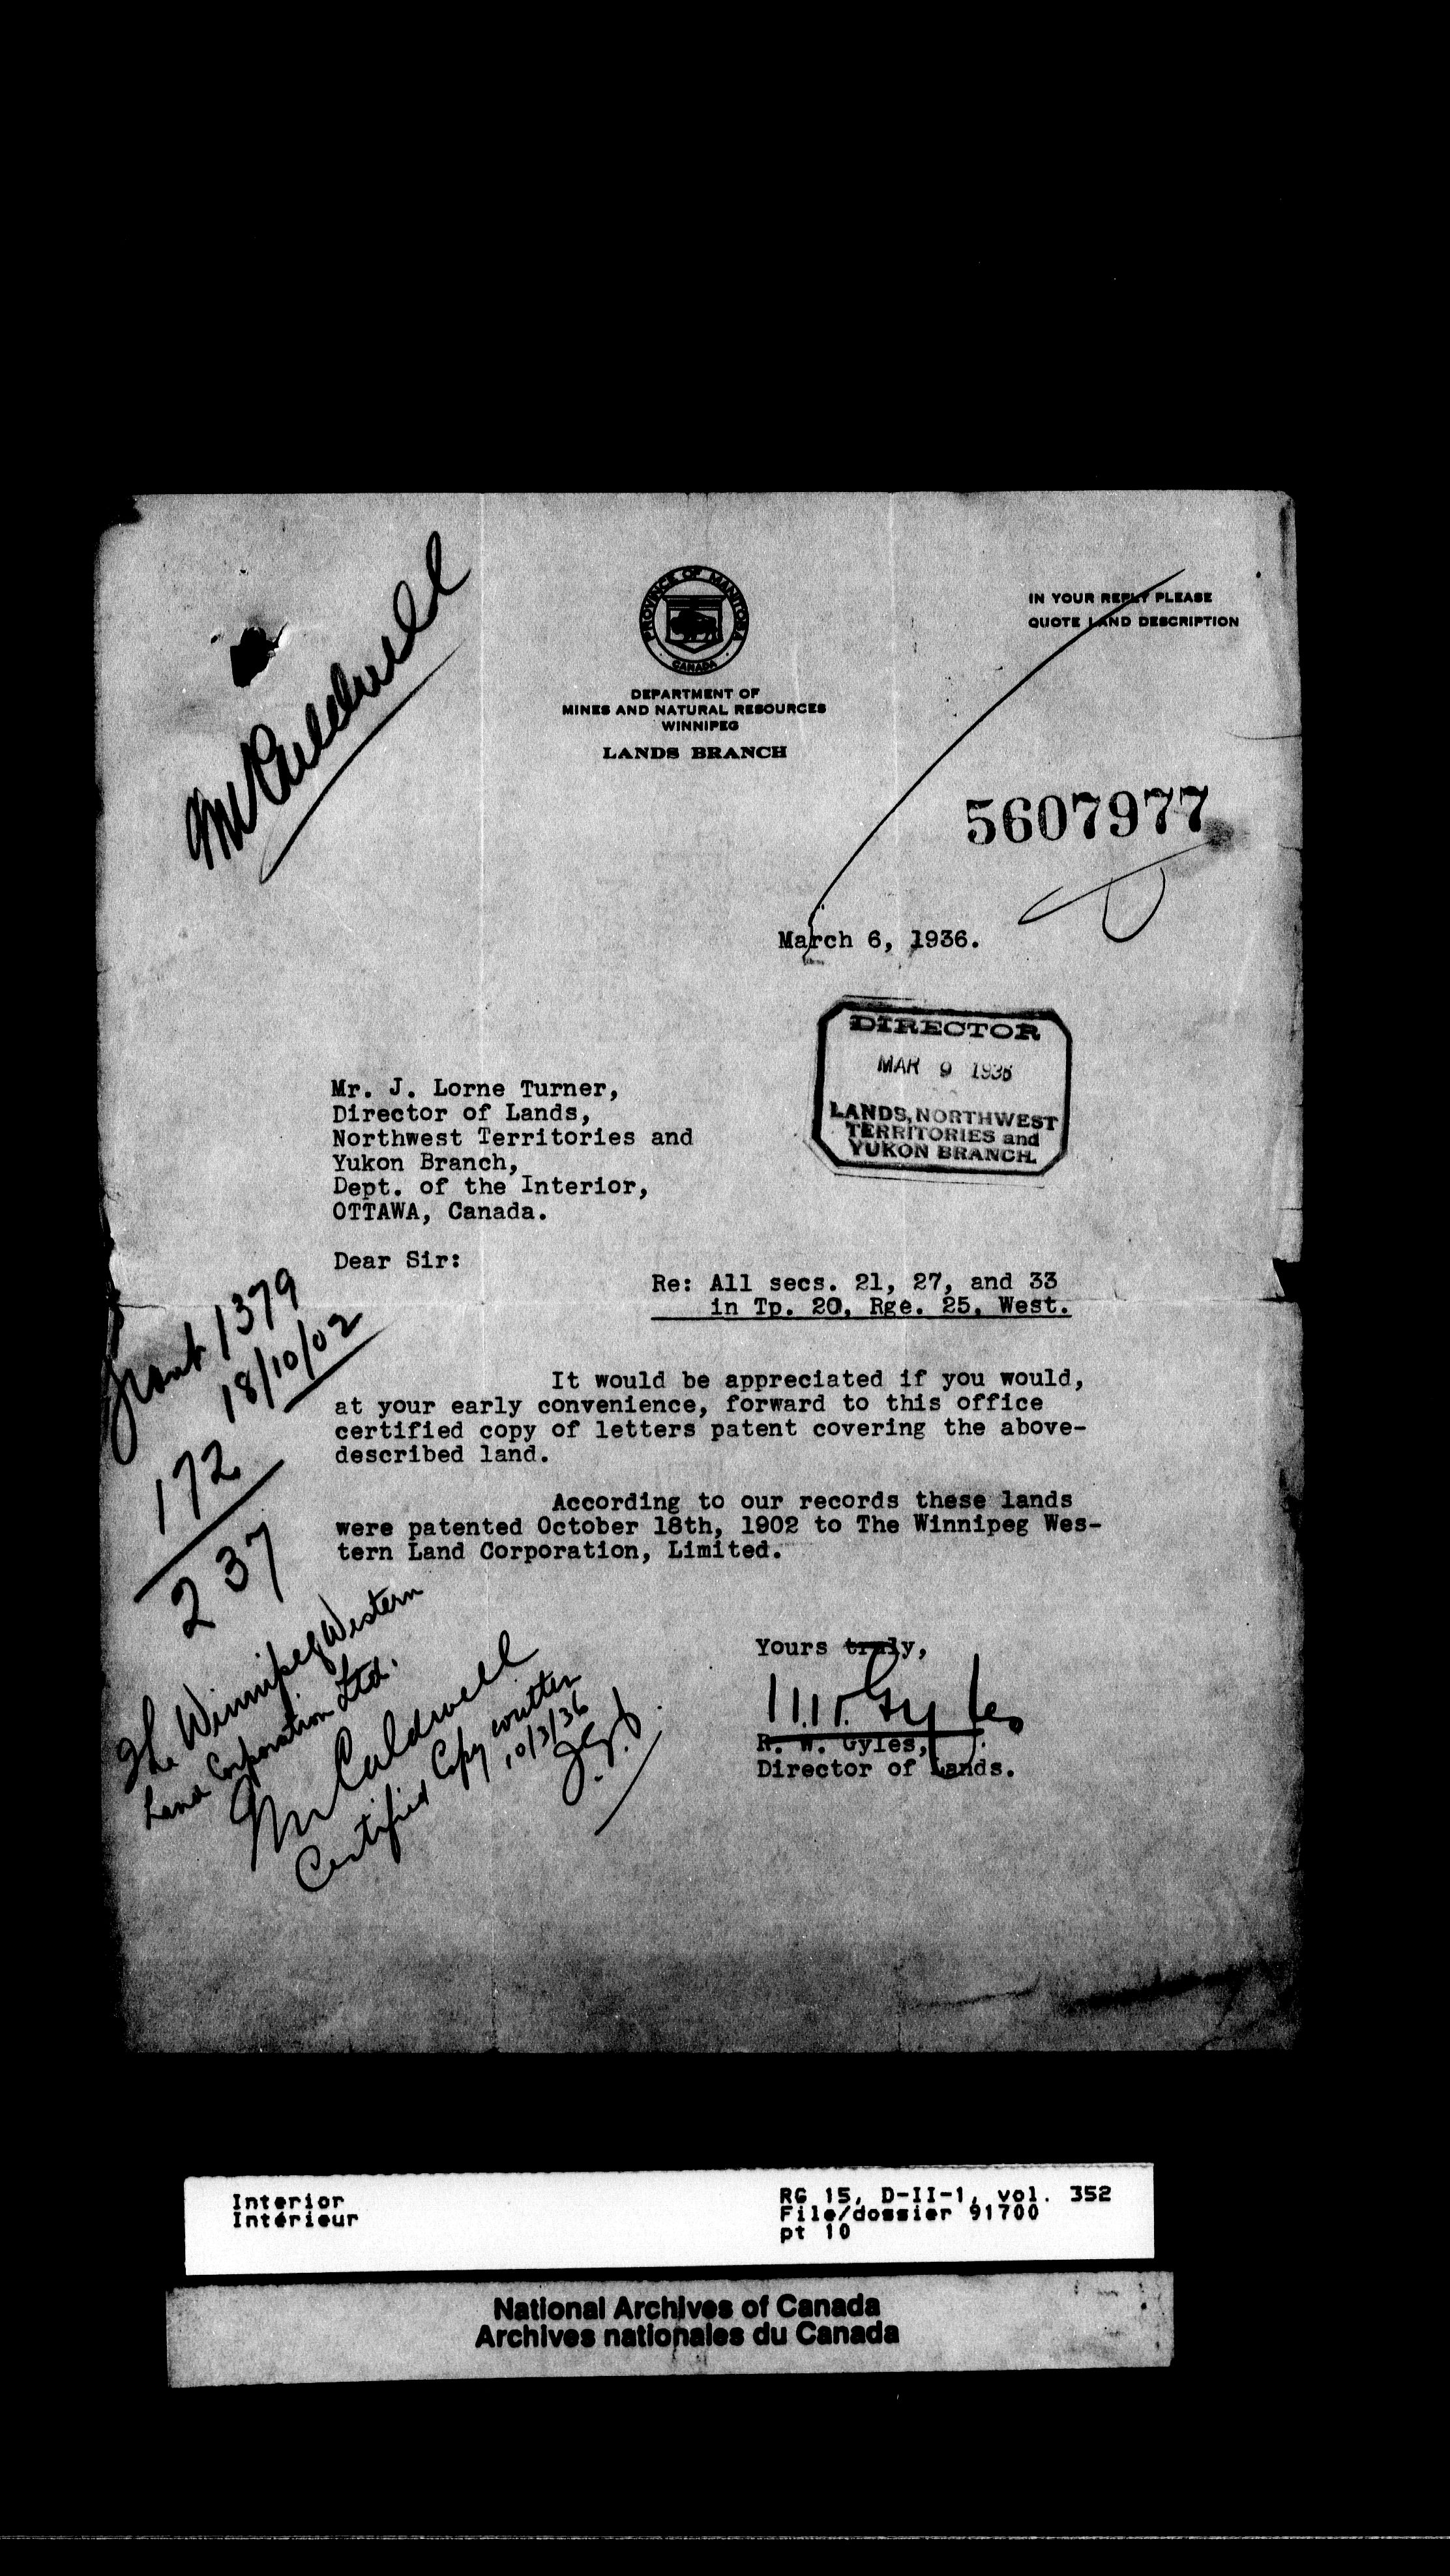 Mr Caldwell
PROVINCE OF MANITOBA
CANADA
IN YOUR REPLY PLEASE
QUOTE LAND DESCRIPTION
DEPARTMENT OF
MINES AND NATURAL RESOURCES
WINNIPEG
LANDS BRANCH
5607977
March 6, 1936.
DIRECTOR
MAR 9 1936
LANDS, NORTHWEST
TERRITORIES and
YUKON BRANCH.
Mr. J. Lorne Turner,
Director of Lands,
Northwest Territories and
Yukon Branch,
Dept. of the Interior,
OTTAWA, Canada.
Dear Sir:
Re: All secs. 21, 27, and 33
in Tp. 20, Rge. 25, West.
Grant 1379
18/10/02
172
237
It would be appreciated if you would,
at your early convenience, forward to this office
certified copy of letters patent covering the above-
described land.
According to our records these lands
were patented October 18th, 1902 to The Winnipeg Wes-
tern Land Corporation, Limited.
The Winnipeg Western
Land Corporation Ltd.
Mr Caldwell
Certified Copy written
10/3/36
Yours truly,
R. W. Gyles,
Director of Lands.
Interior
Intérieur
RG 15, D-II-1, vol. 352
File/dossier 91700
pt 10
National Archives of Canada
Archives nationales du Canada